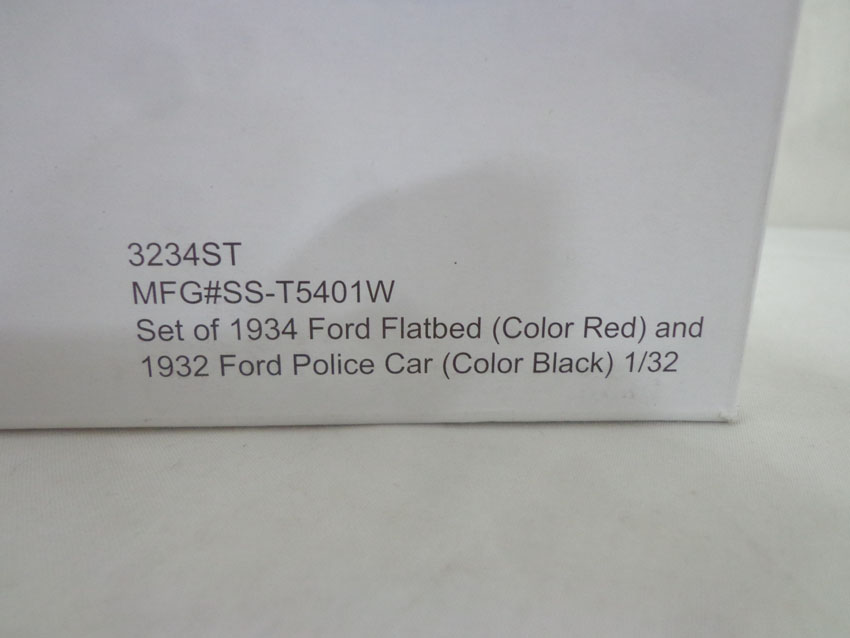 3234ST
MFG#SS-T5401W
Set of 1934 Ford Flatbed (Color Red) and
1932 Ford Police Car (Color Black) 1/32